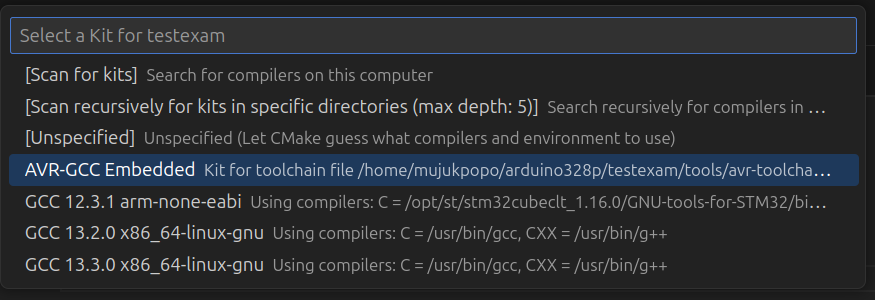 Select a Kit for testexam
[Scan for kits] Search for compilers on this computer
[Scan recursively for kits in specific directories (max depth: 5)] Search recursively for compilers in ...
[Unspecified] Unspecified (Let CMake guess what compilers and environment to use)
AVR-GCC Embedded Kit for toolchain file /home/mujukpopo/arduino328p/testexam/tools/avr-toolcha...
GCC 12.3.1 arm-none-eabi Using compilers: C = /opt/st/stm32cubeclt_1.16.0/GNU-tools-for-STM32/bi...
GCC 13.2.0 x86_64-linux-gnu Using compilers: C = /usr/bin/gcc, CXX = /usr/bin/g++
GCC 13.3.0 x86_64-linux-gnu Using compilers: C = /usr/bin/gcc, CXX = /usr/bin/g++